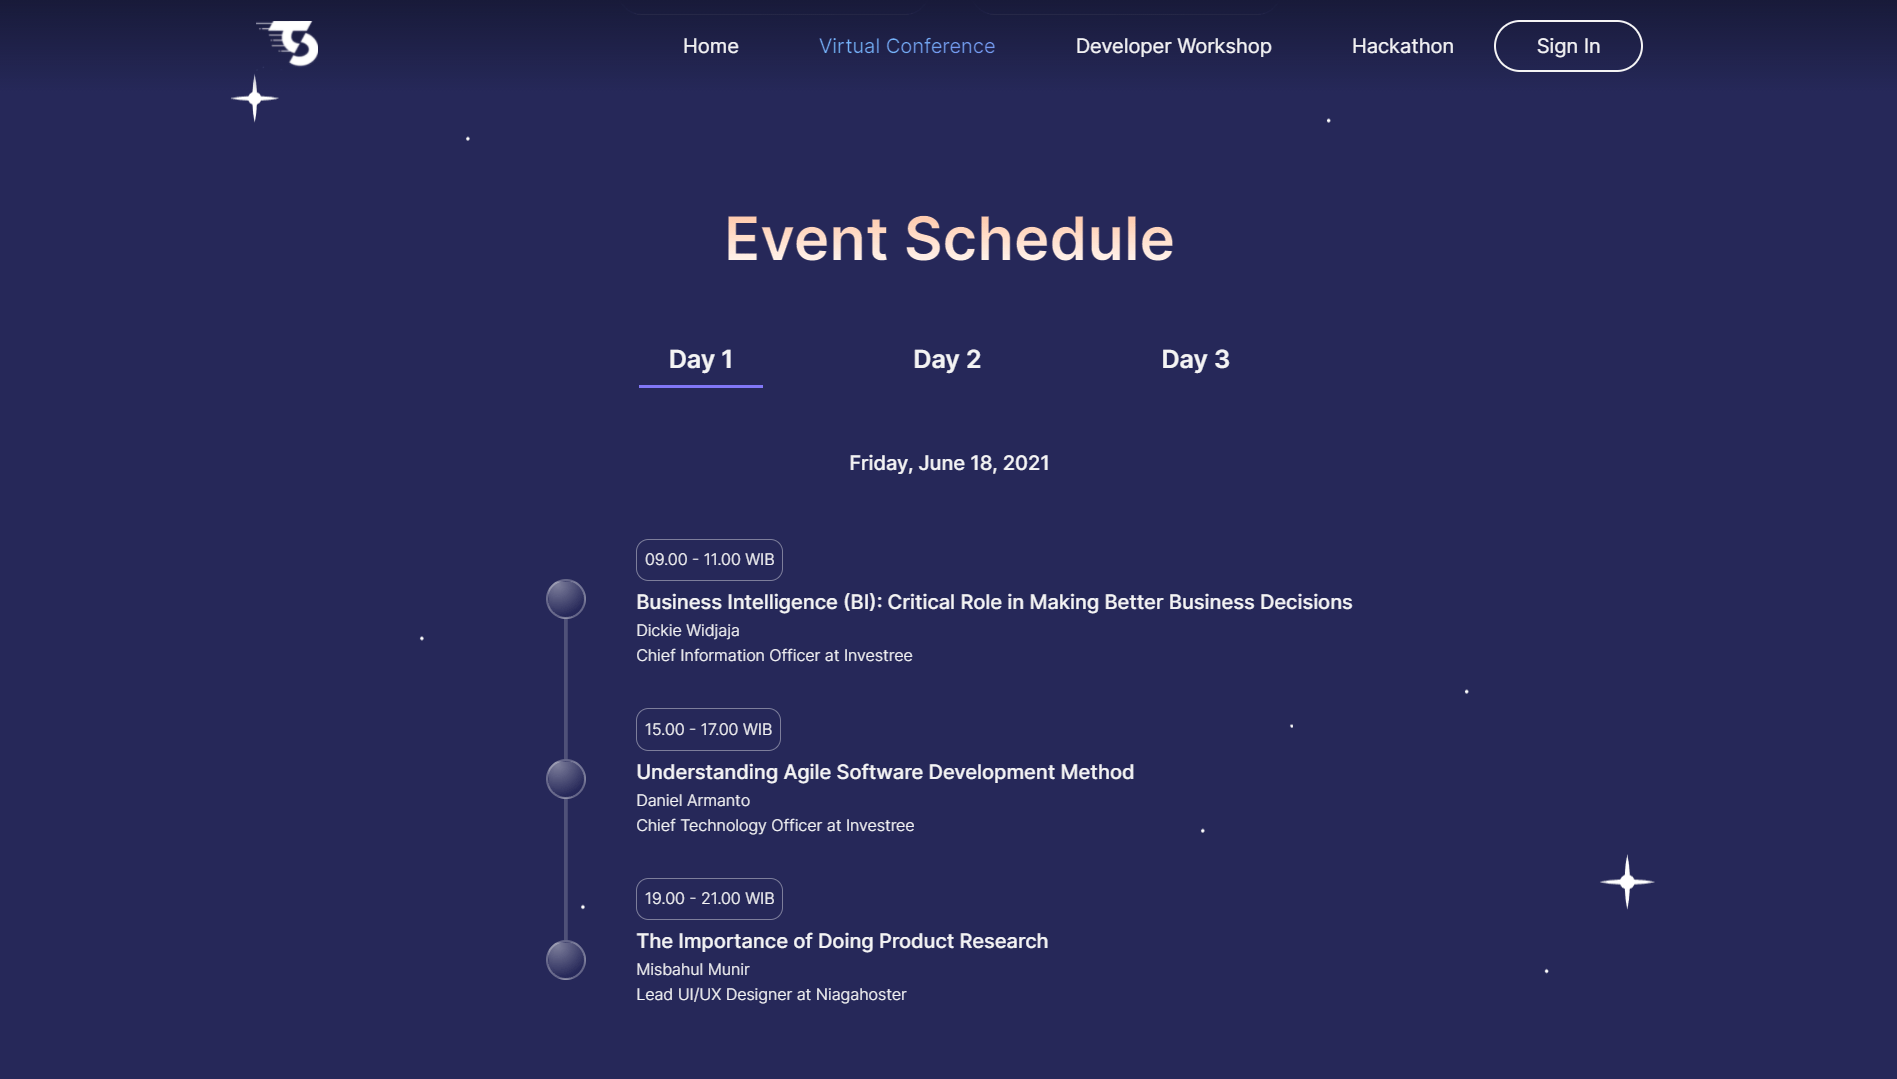 Home
Virtual Conference
Developer Workshop
Hackathon
Sign In
Event Schedule
Day 1
Day 2
Day 3
Friday, June 18, 2021
09.00 - 11.00 WIB
Business Intelligence (BI): Critical Role in Making Better Business Decisions
Dickie Widjaja
Chief Information Officer at Investree
15.00 - 17.00 WIB
Understanding Agile Software Development Method
Daniel Armanto
Chief Technology Officer at Investree
19.00 - 21.00 WIB
The Importance of Doing Product Research
Misbahul Munir
Lead UI/UX Designer at Niagahoster